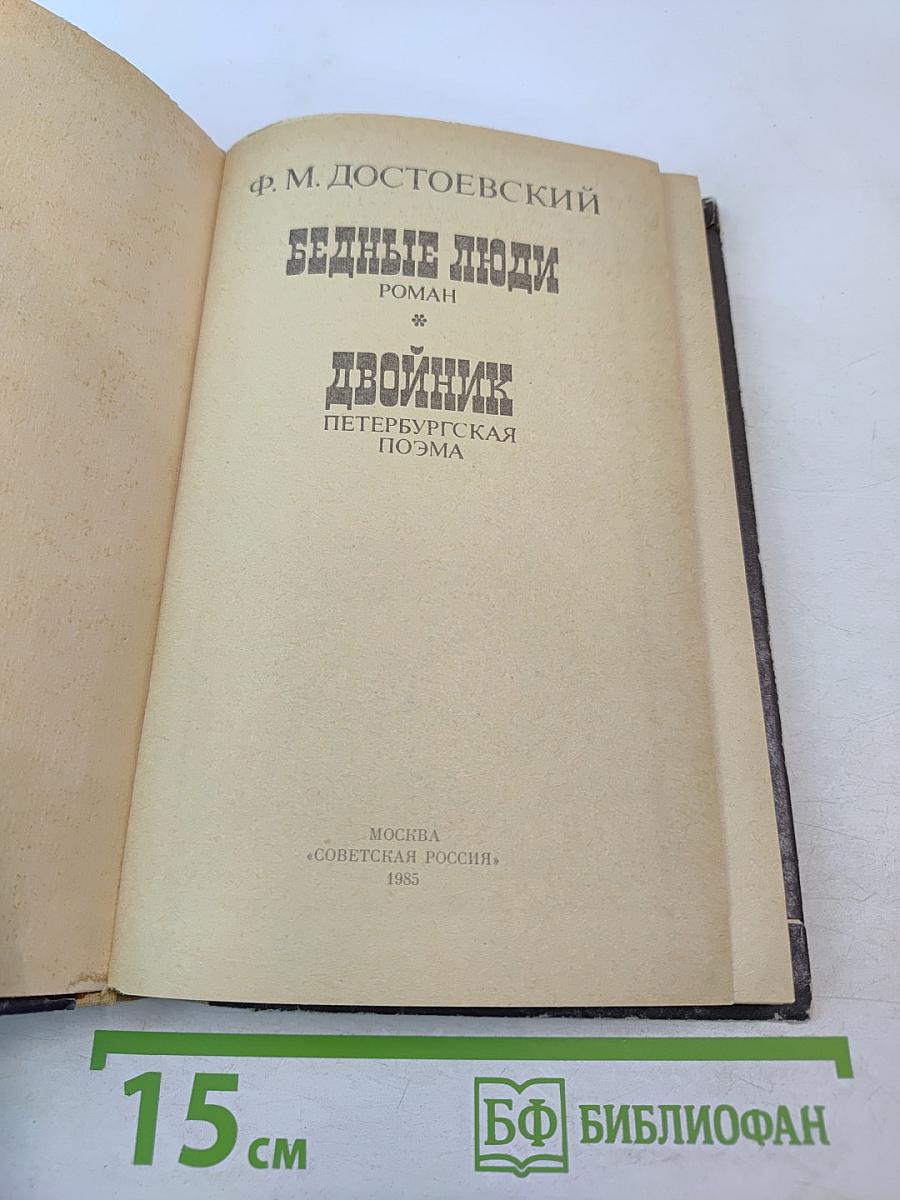 Ф. М. ДОСТОЕВСКИЙ
БЕДНЫЕ ЛЮДИ
РОМАН
*
ДВОЙНИК
ПЕТЕРБУРГСКАЯ
ПОЭМА
МОСКВА
«СОВЕТСКАЯ РОССИЯ»
1985
15 см
БФ БИБЛИОФАН